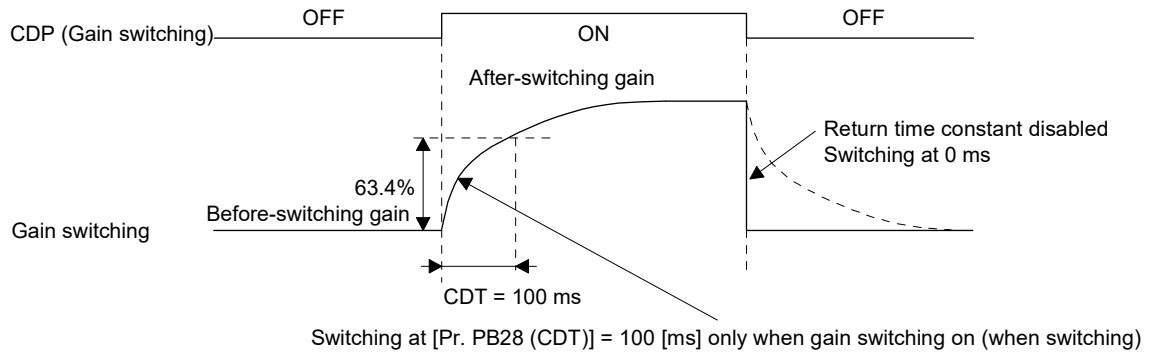 OFF
OFF
CDP (Gain switching)
ON
After-switching gain
Return time constant disabled
Switching at 0 ms
63.4%
Before-switching gain
Gain switching
CDT = 100 ms
Switching at [Pr. PB28 (CDT)] = 100 [ms] only when gain switching on (when switching)